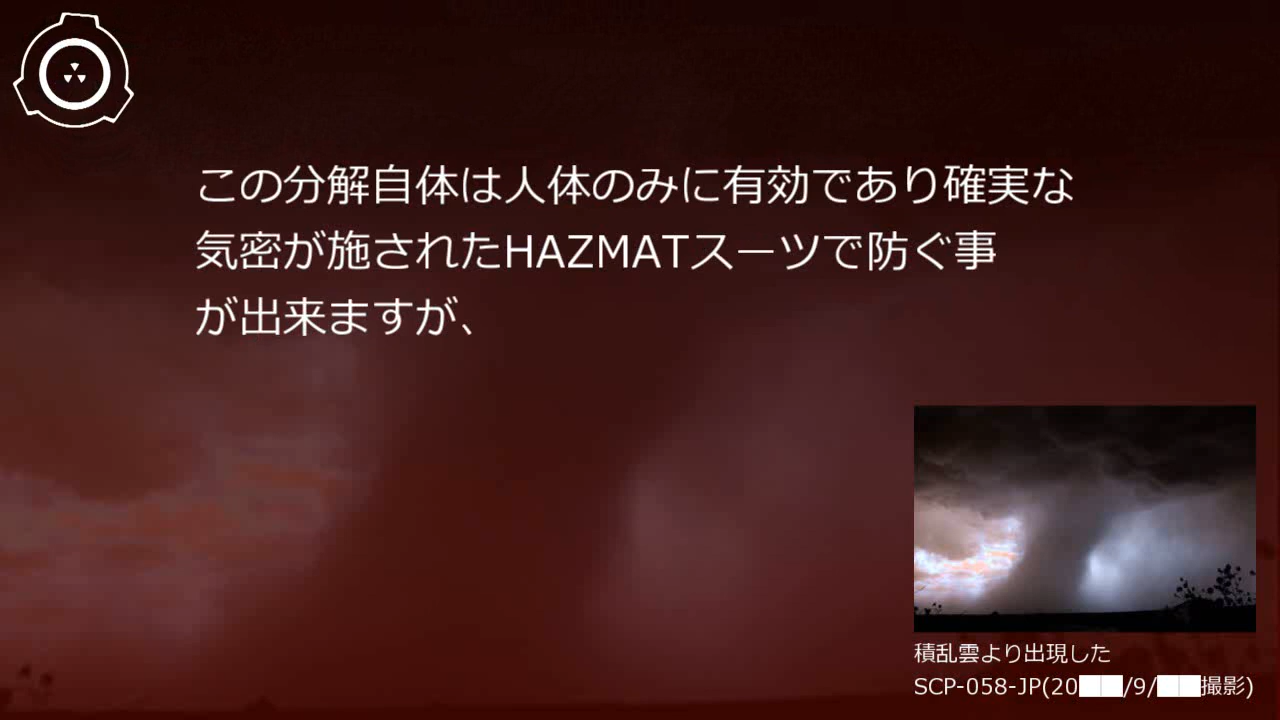 この分解自体は人体のみに有効であり確実な
気密が施されたHAZMATスーツで防ぐ事
が出来ますが、
積乱雲より出現した
SCP-058-JP(20██/9/██撮影)